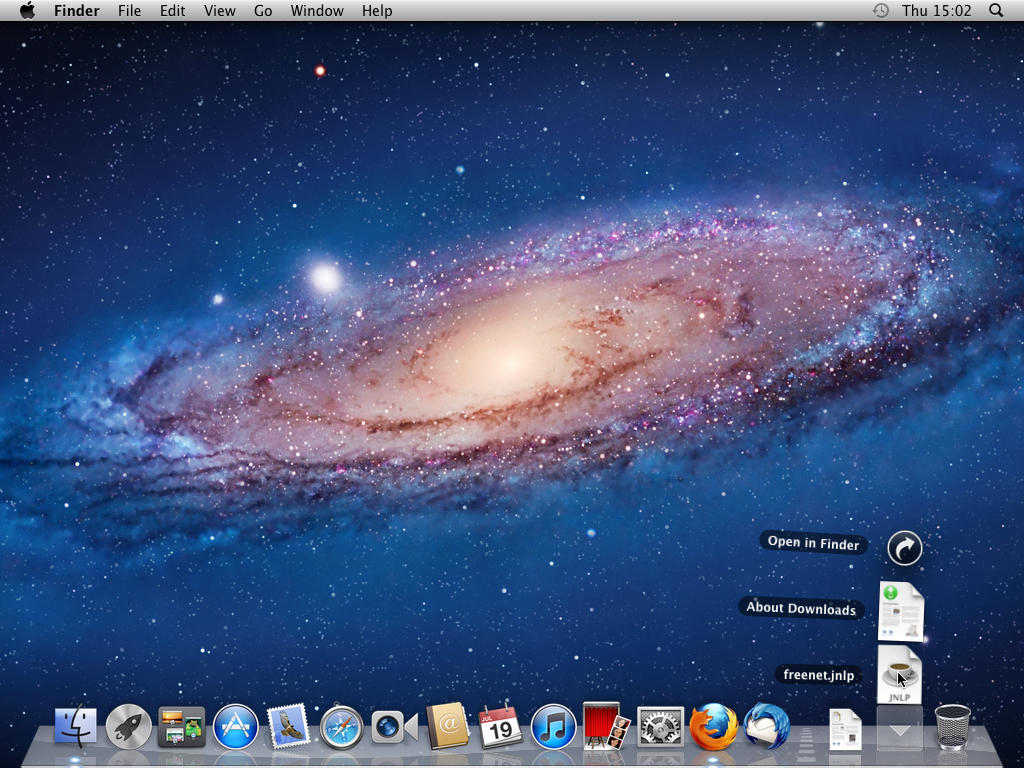 Finder File Edit View Go Window Help Thu 15:02
Open in Finder
About Downloads
freenet.jnlp
JNLP
JUL
19
@